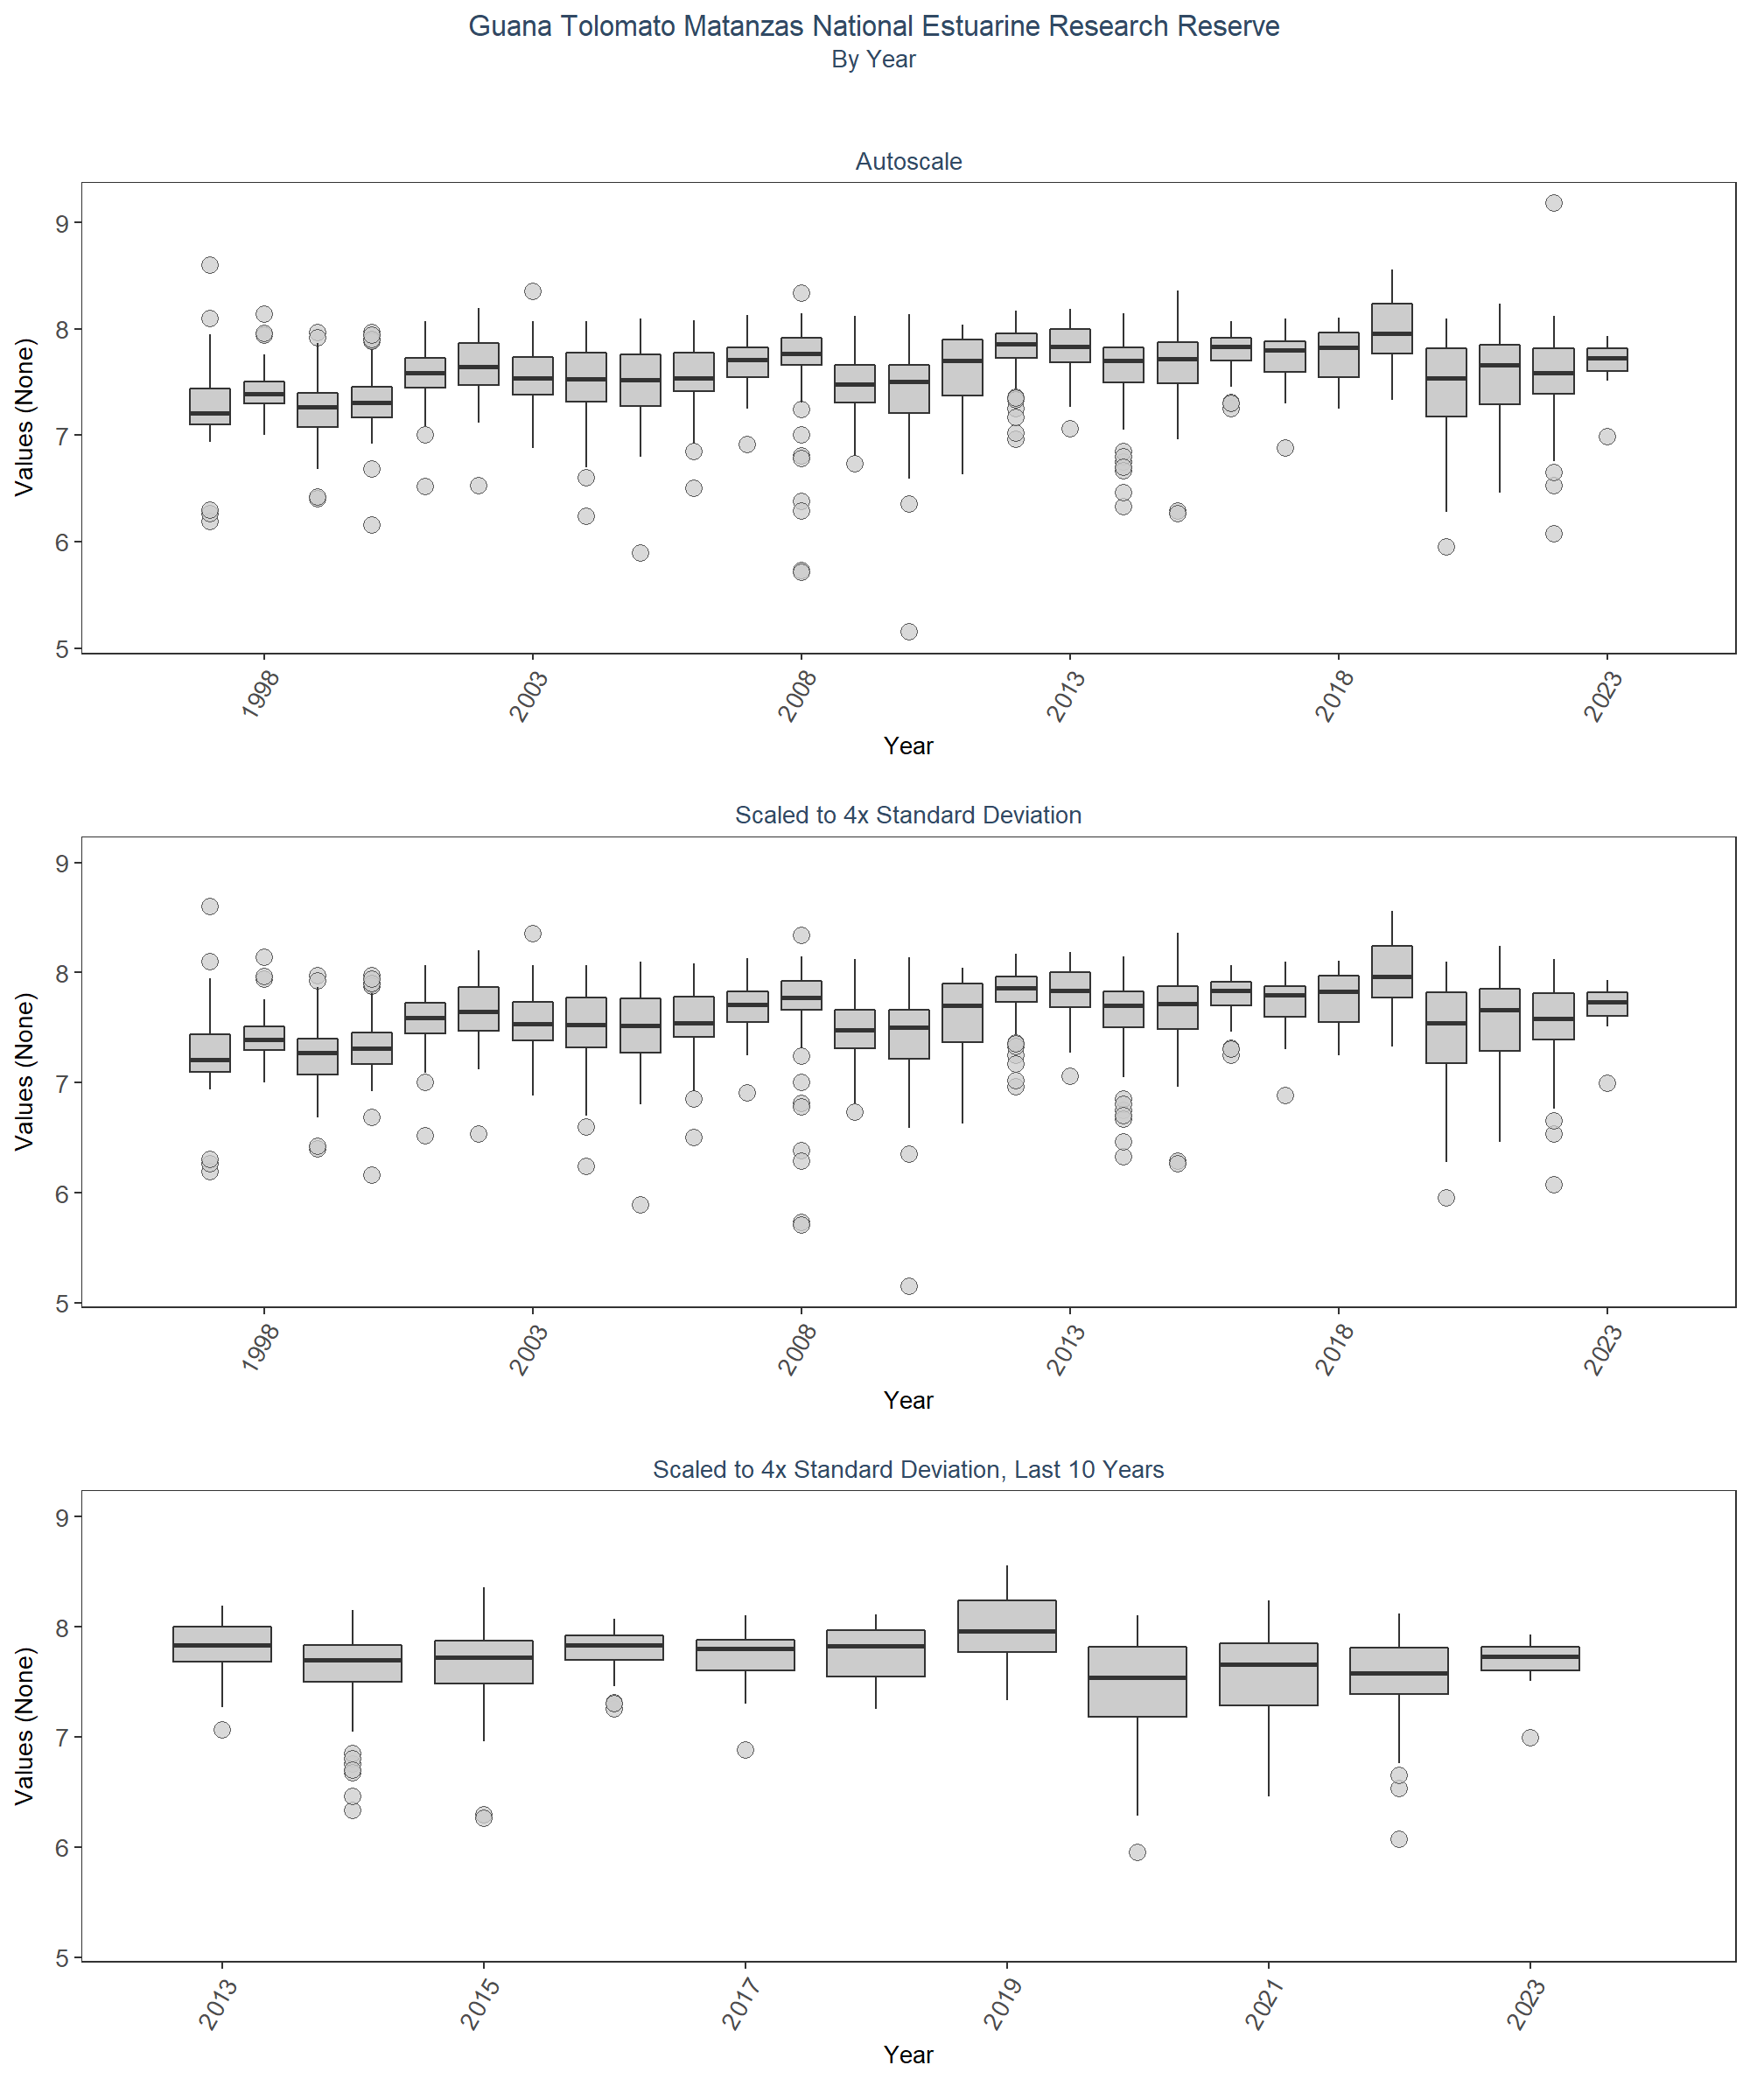 Guana Tolomato Matanzas National Estuarine Research Reserve
By Year
Autoscale
Values (None)
9
8
7
6
5
1998 2003 2008 2013 2018 2023
Year
Scaled to 4x Standard Deviation
Values (None)
9
8
7
6
5
1998 2003 2008 2013 2018 2023
Year
Scaled to 4x Standard Deviation, Last 10 Years
Values (None)
9
8
7
6
5
2013 2015 2017 2019 2021 2023
Year